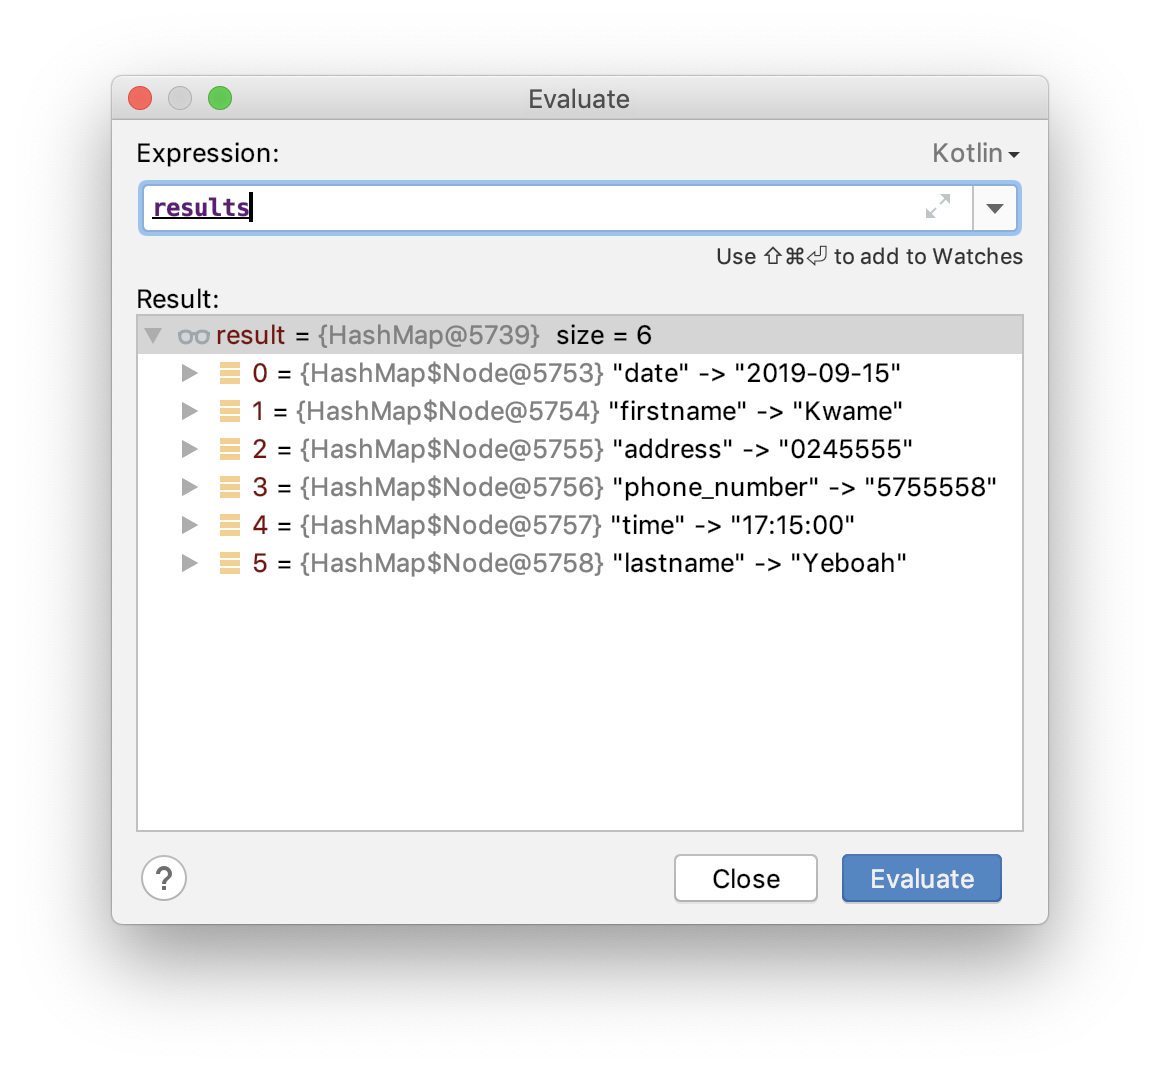 Evaluate
Expression:
Kotlin
results
Use ⇧⌘⏎ to add to Watches
Result:
result = {HashMap@5739} size = 6
0 = {HashMap$Node@5753} "date" -> "2019-09-15"
1 = {HashMap$Node@5754} "firstname" -> "Kwame"
2 = {HashMap$Node@5755} "address" -> "0245555"
3 = {HashMap$Node@5756} "phone_number" -> "5755558"
4 = {HashMap$Node@5757} "time" -> "17:15:00"
5 = {HashMap$Node@5758} "lastname" -> "Yeboah"
?
Close
Evaluate